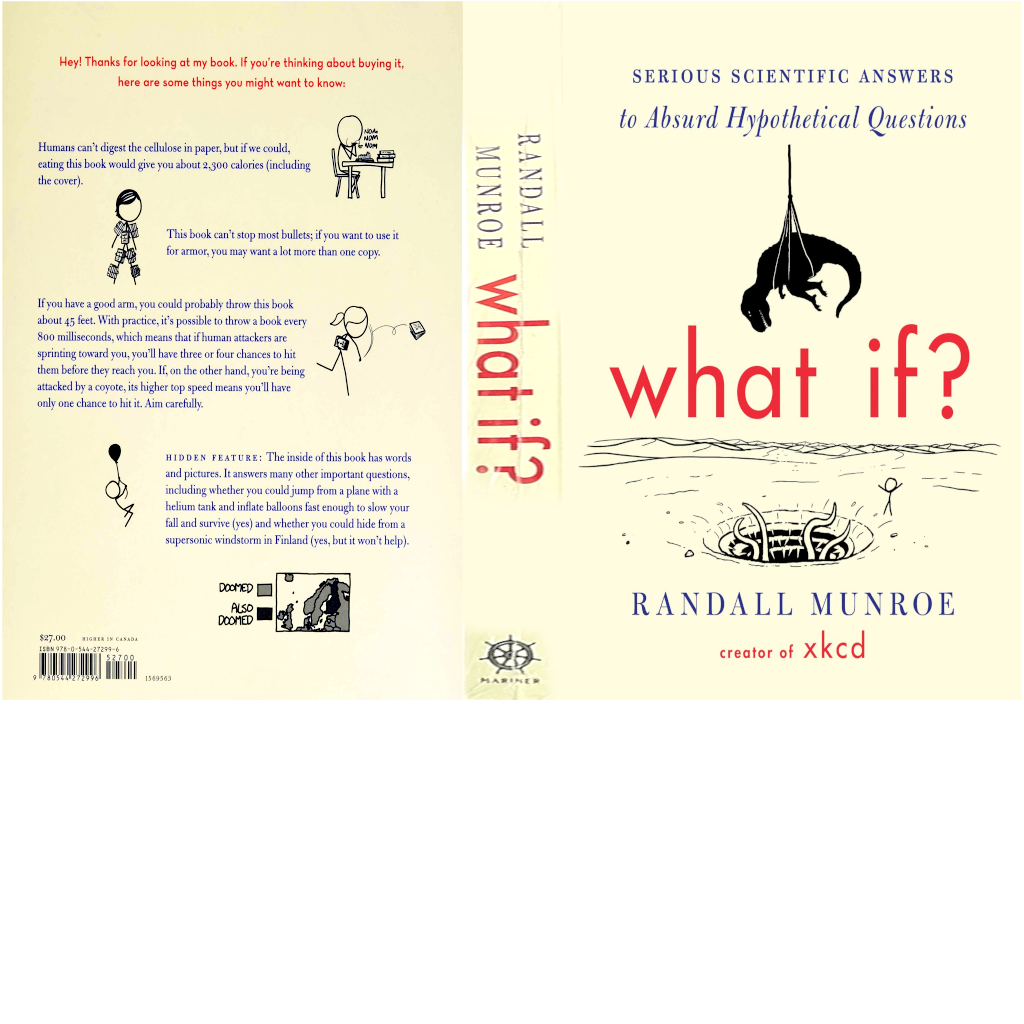 Hey! Thanks for looking at my book. If you're thinking about buying it,
here are some things you might want to know:
Humans can't digest the cellulose in paper, but if we could,
eating this book would give you about 2,300 calories (including
the cover).
NOM
NOM
NOM
This book can't stop most bullets; if you want to use it
for armor, you may want a lot more than one copy.
If you have a good arm, you could probably throw this book
about 45 feet. With practice, it's possible to throw a book every
800 milliseconds, which means that if human attackers are
sprinting toward you, you'll have three or four chances to hit
them before they reach you. If, on the other hand, you're being
attacked by a coyote, its higher top speed means you'll have
only one chance to hit it. Aim carefully.
HIDDEN FEATURE: The inside of this book has words
and pictures. It answers many other important questions,
including whether you could jump from a plane with a
helium tank and inflate balloons fast enough to slow your
fall and survive (yes) and whether you could hide from a
supersonic windstorm in Finland (yes, but it won't help).
DOOMED
ALSO
DOOMED
$27.00 HIGHER IN CANADA
ISBN 978-0-544-27299-6
52700
9 780544 272996
1569563
RANDALL
MUNROE
what if?
MARINER
SERIOUS SCIENTIFIC ANSWERS
to Absurd Hypothetical Questions
what if?
RANDALL MUNROE
creator of xkcd